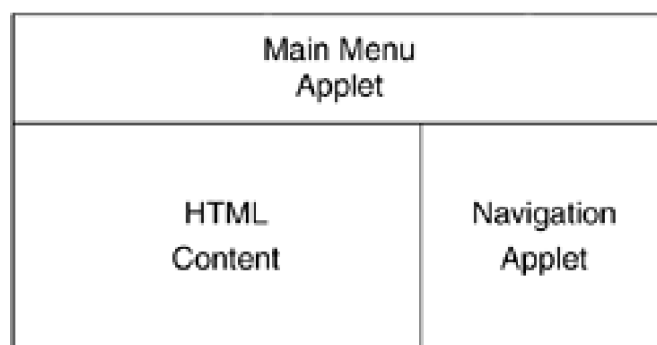 Main Menu
Applet
HTML
Content
Navigation
Applet